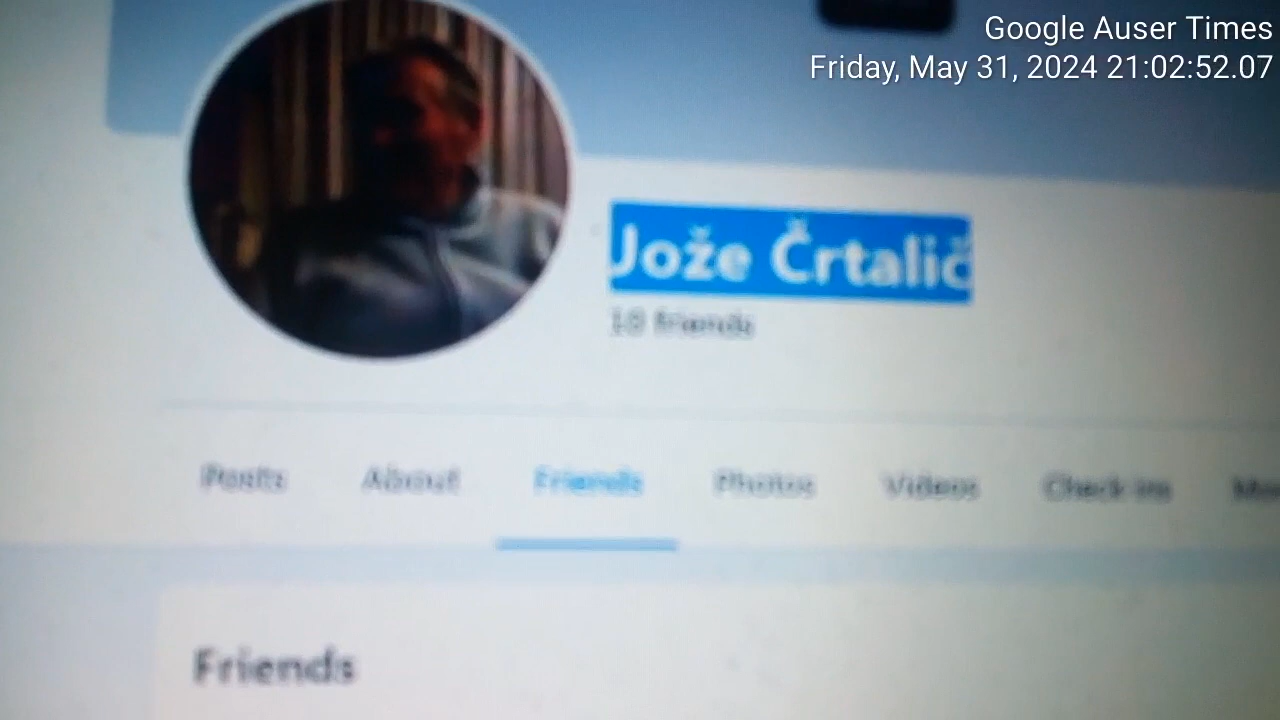 Google Auser Times
Friday, May 31, 2024 21:02:52.07
Jože Črtalič
10 friends
Posts
About
Friends
Photos
Videos
Check-ins
Friends